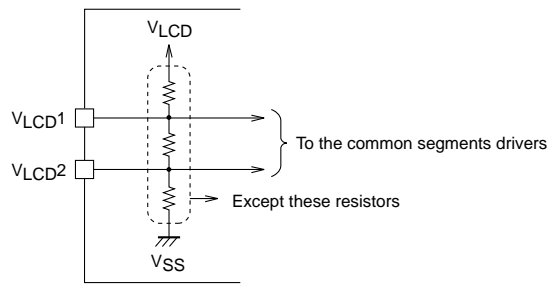 VLCD
VLCD1
To the common segments drivers
VLCD2
Except these resistors
VSS